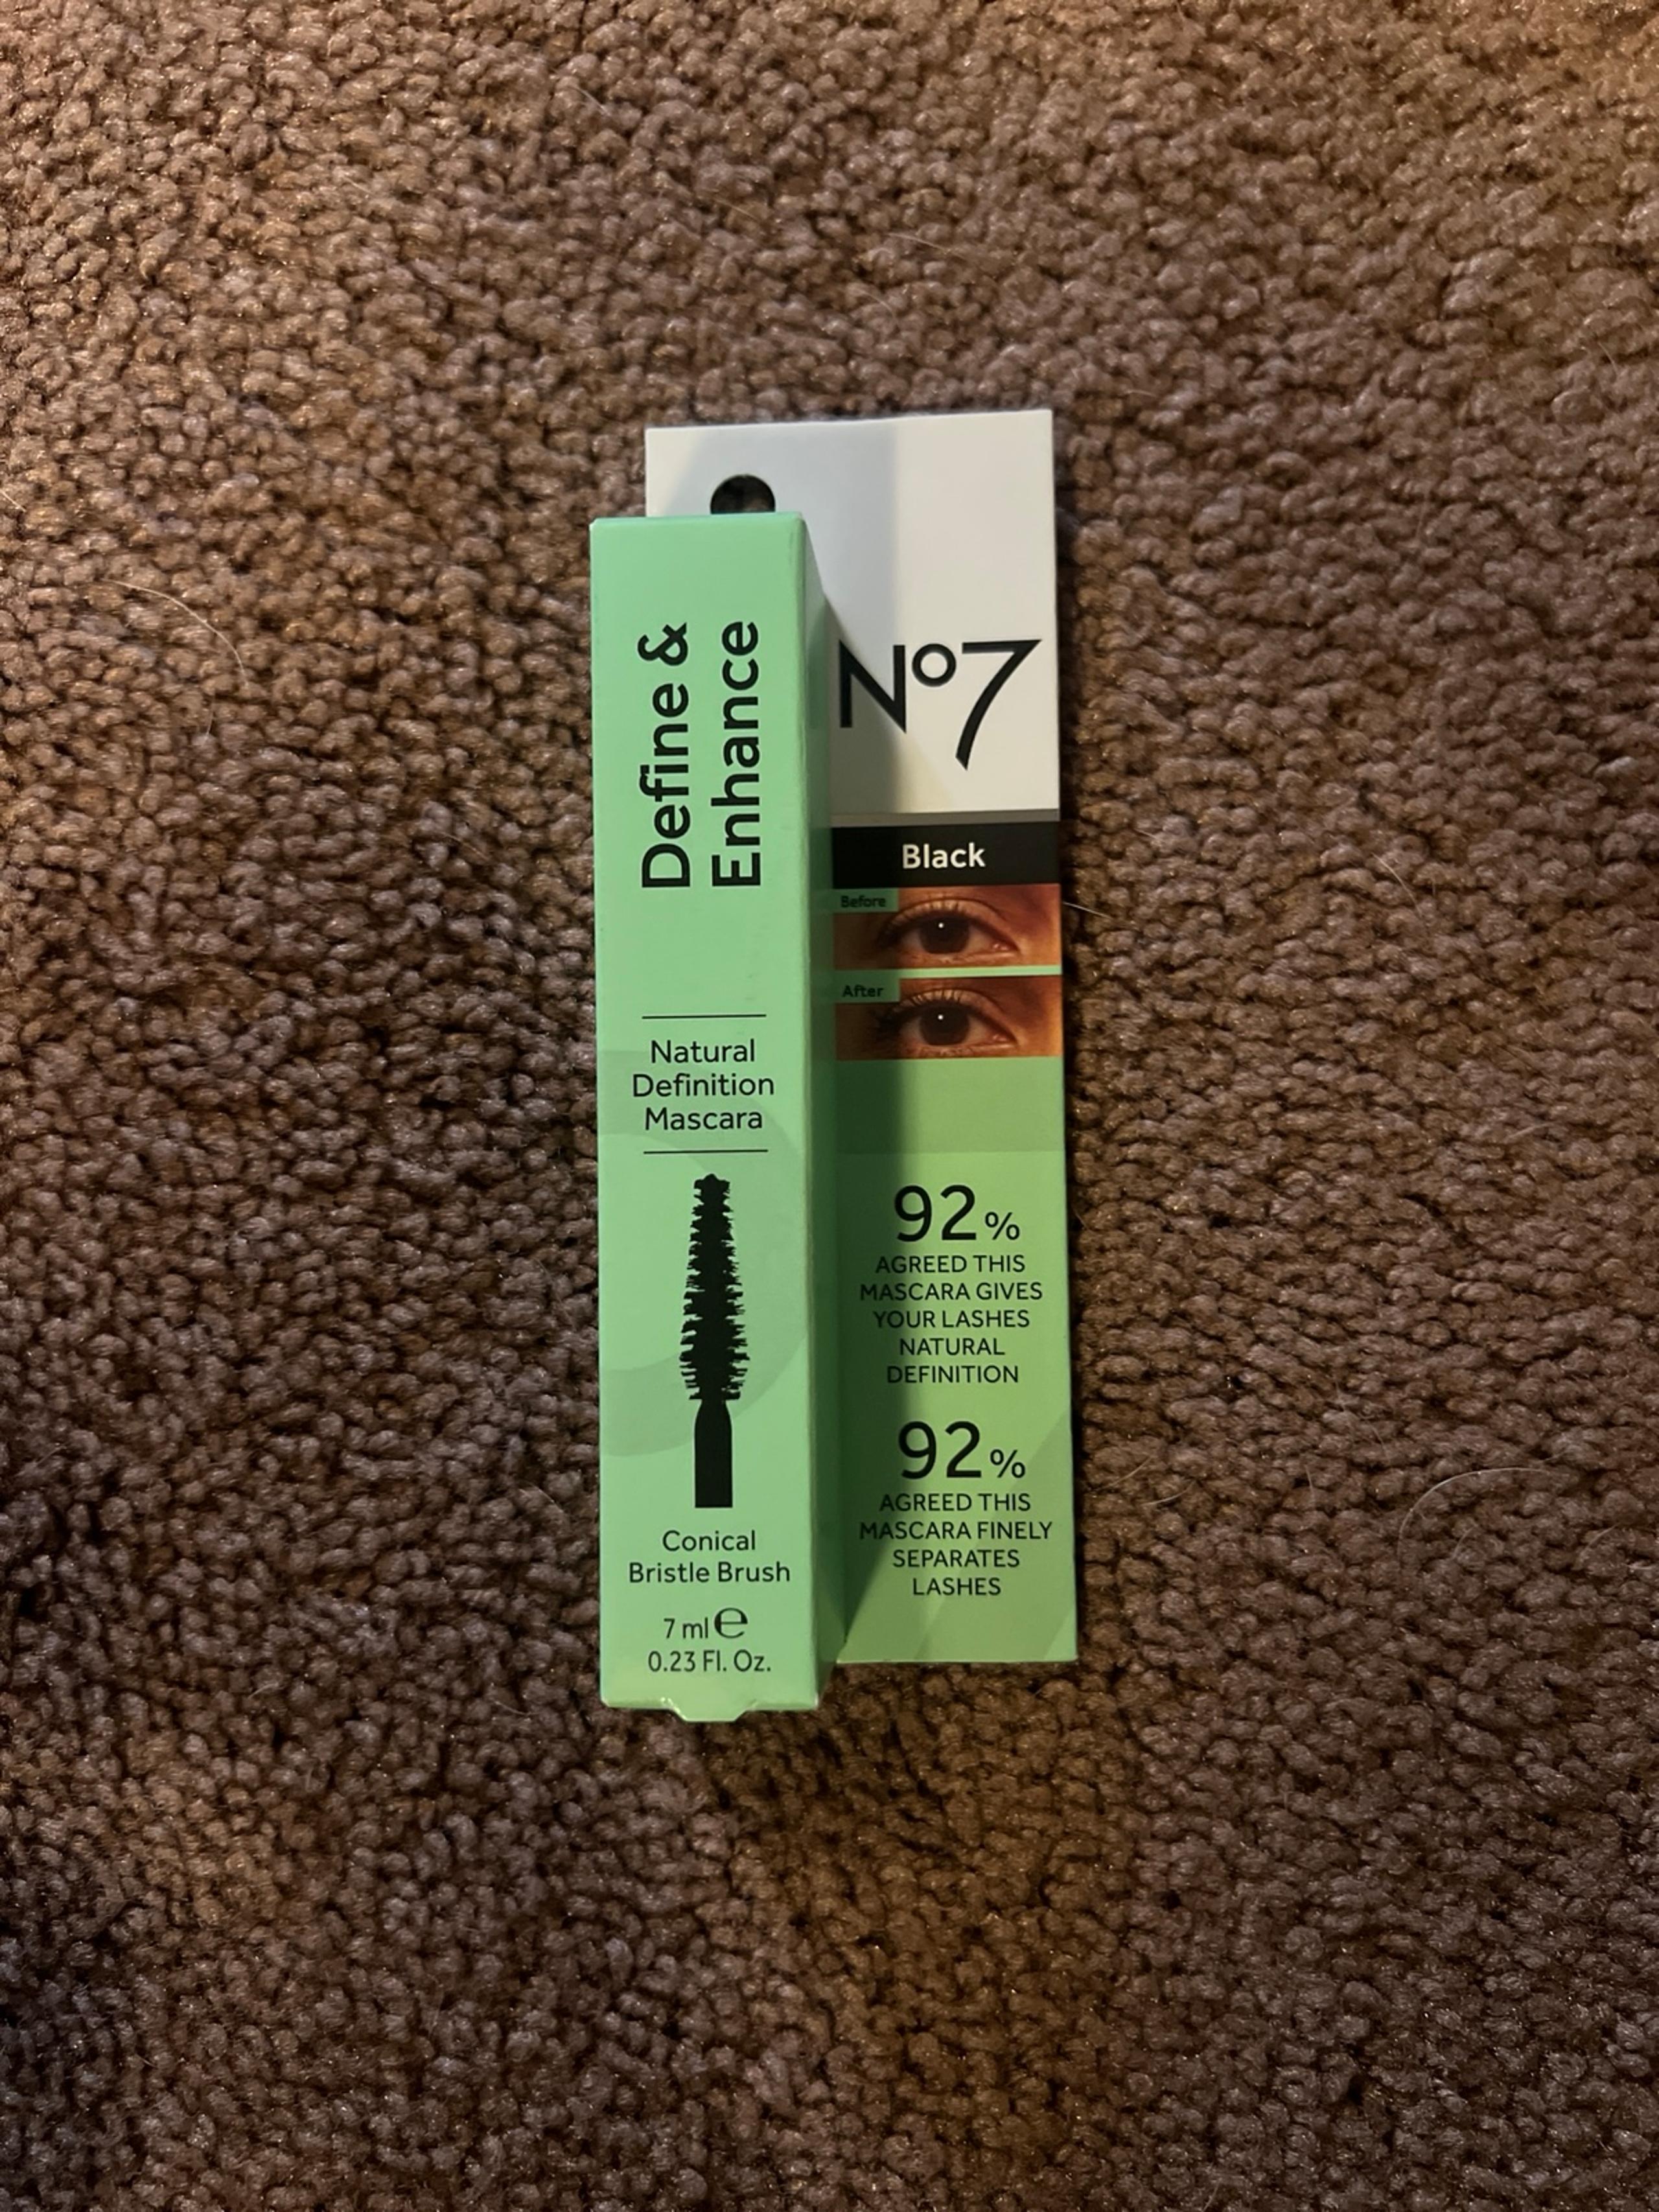 Define &
Enhance
Natural
Definition
Mascara
Conical
Bristle Brush
7 ml ℮
0.23 Fl. Oz.
Nº7
Black
Before
After
92%
AGREED THIS
MASCARA GIVES
YOUR LASHES
NATURAL
DEFINITION
92%
AGREED THIS
MASCARA FINELY
SEPARATES
LASHES